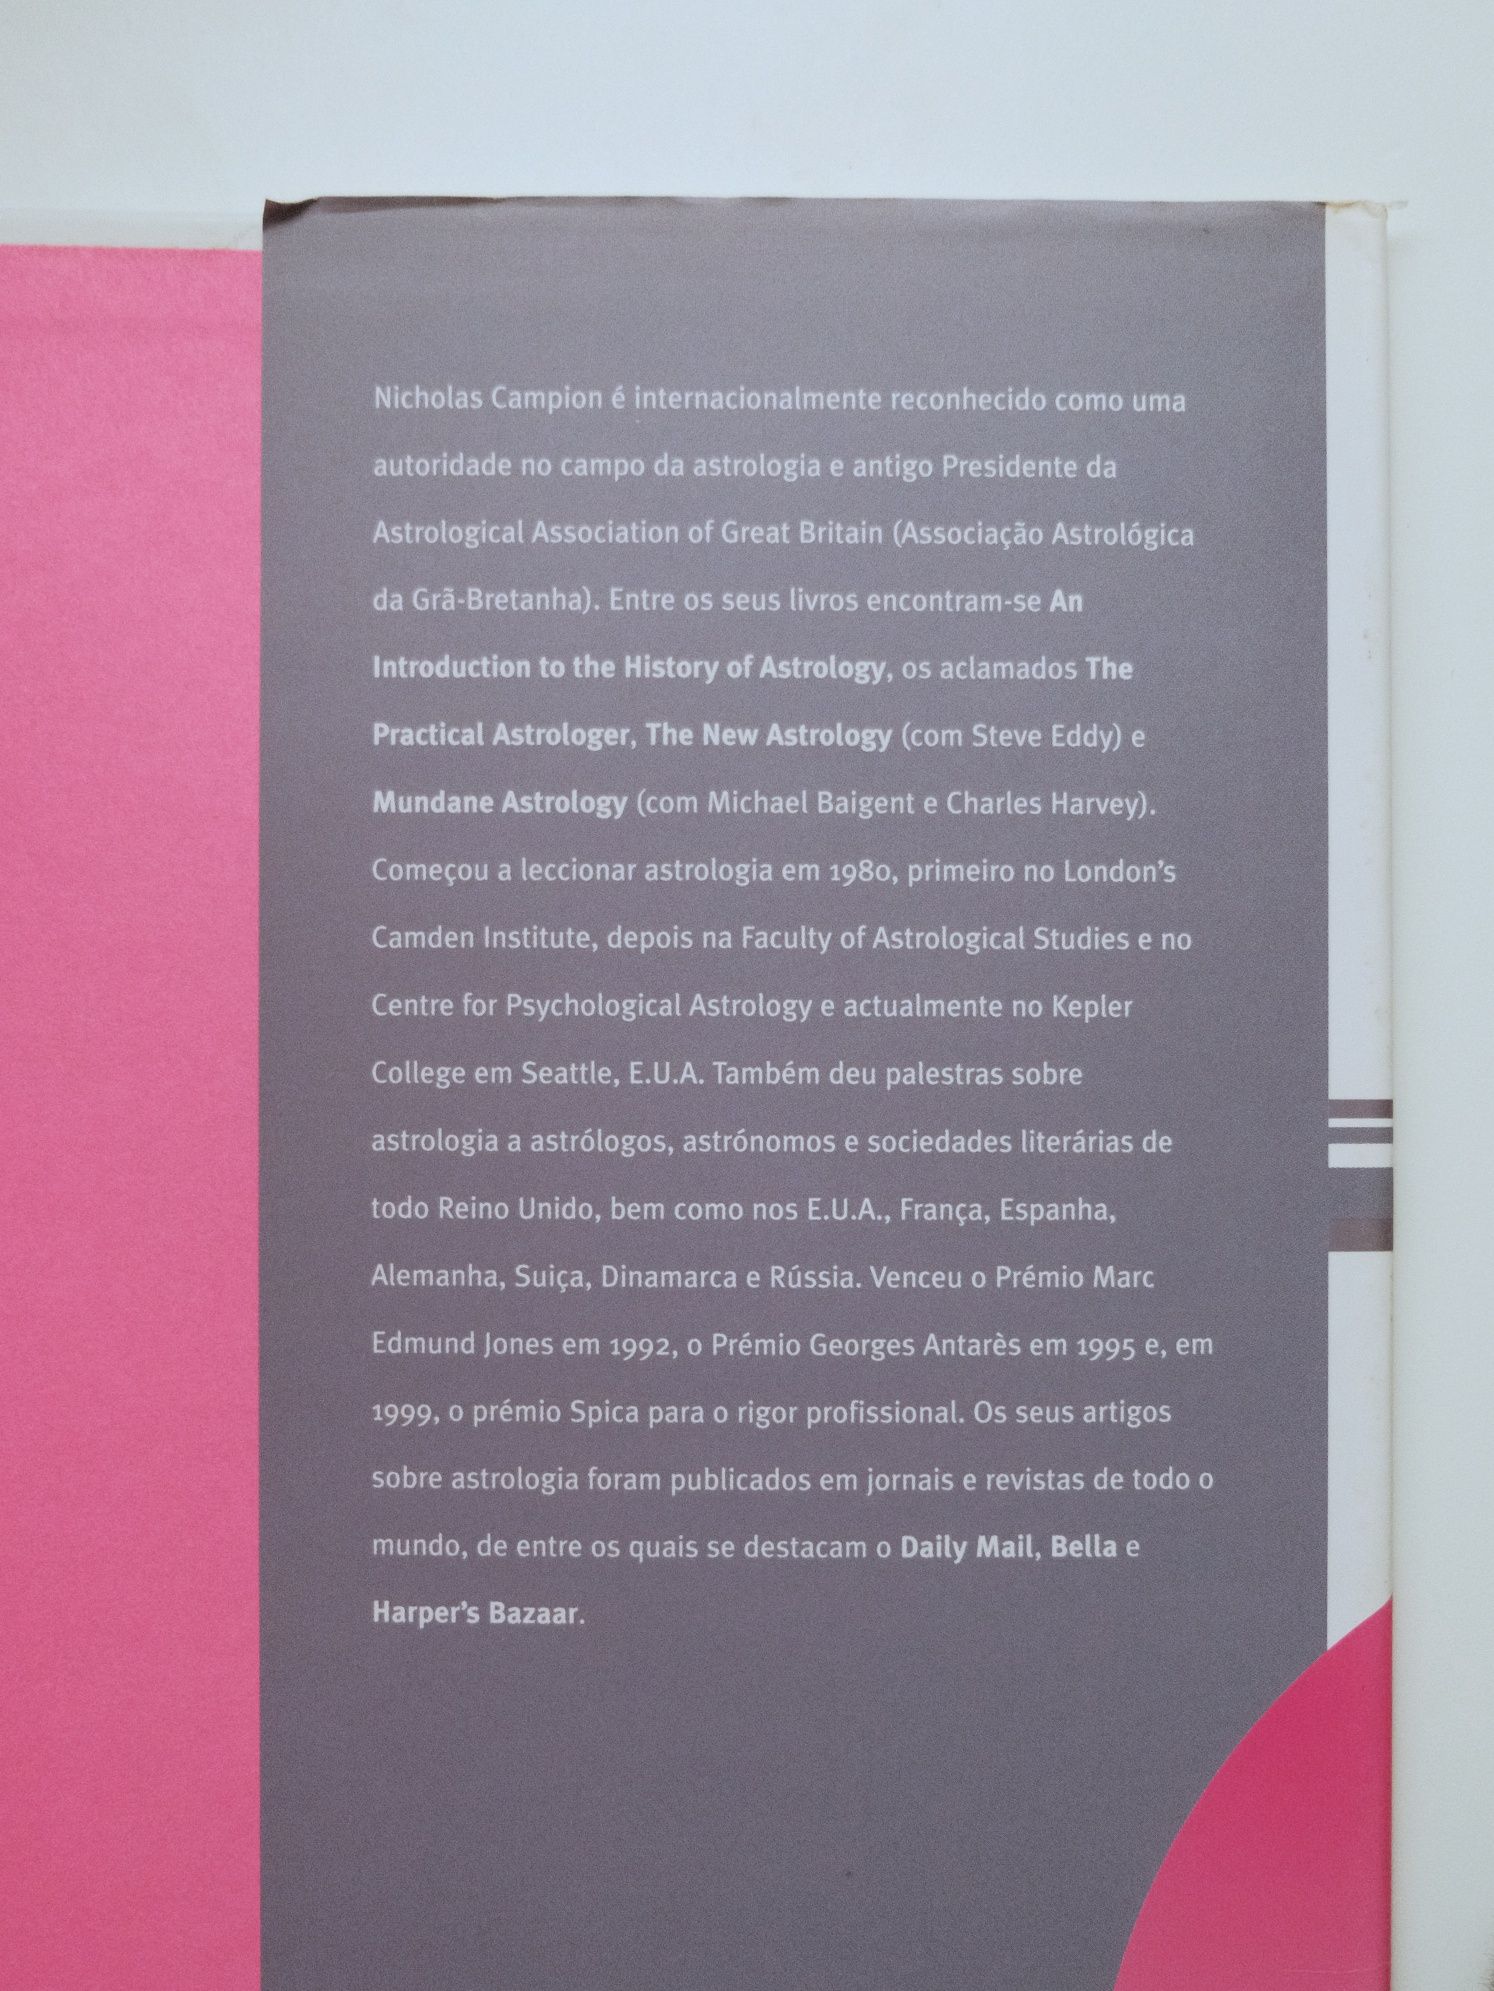 Nicholas Campion é internacionalmente reconhecido como uma
autoridade no campo da astrologia e antigo Presidente da
Astrological Association of Great Britain (Associação Astrológica
da Grã-Bretanha). Entre os seus livros encontram-se An
Introduction to the History of Astrology, os aclamados The
Practical Astrologer, The New Astrology (com Steve Eddy) e
Mundane Astrology (com Michael Baigent e Charles Harvey).
Começou a leccionar astrologia em 1980, primeiro no London’s
Camden Institute, depois na Faculty of Astrological Studies e no
Centre for Psychological Astrology e actualmente no Kepler
College em Seattle, E.U.A. Também deu palestras sobre
astrologia a astrólogos, astrónomos e sociedades literárias de
todo Reino Unido, bem como nos E.U.A., França, Espanha,
Alemanha, Suiça, Dinamarca e Rússia. Venceu o Prémio Marc
Edmund Jones em 1992, o Prémio Georges Antarès em 1995 e, em
1999, o prémio Spica para o rigor profissional. Os seus artigos
sobre astrologia foram publicados em jornais e revistas de todo o
mundo, de entre os quais se destacam o Daily Mail, Bella e
Harper’s Bazaar.